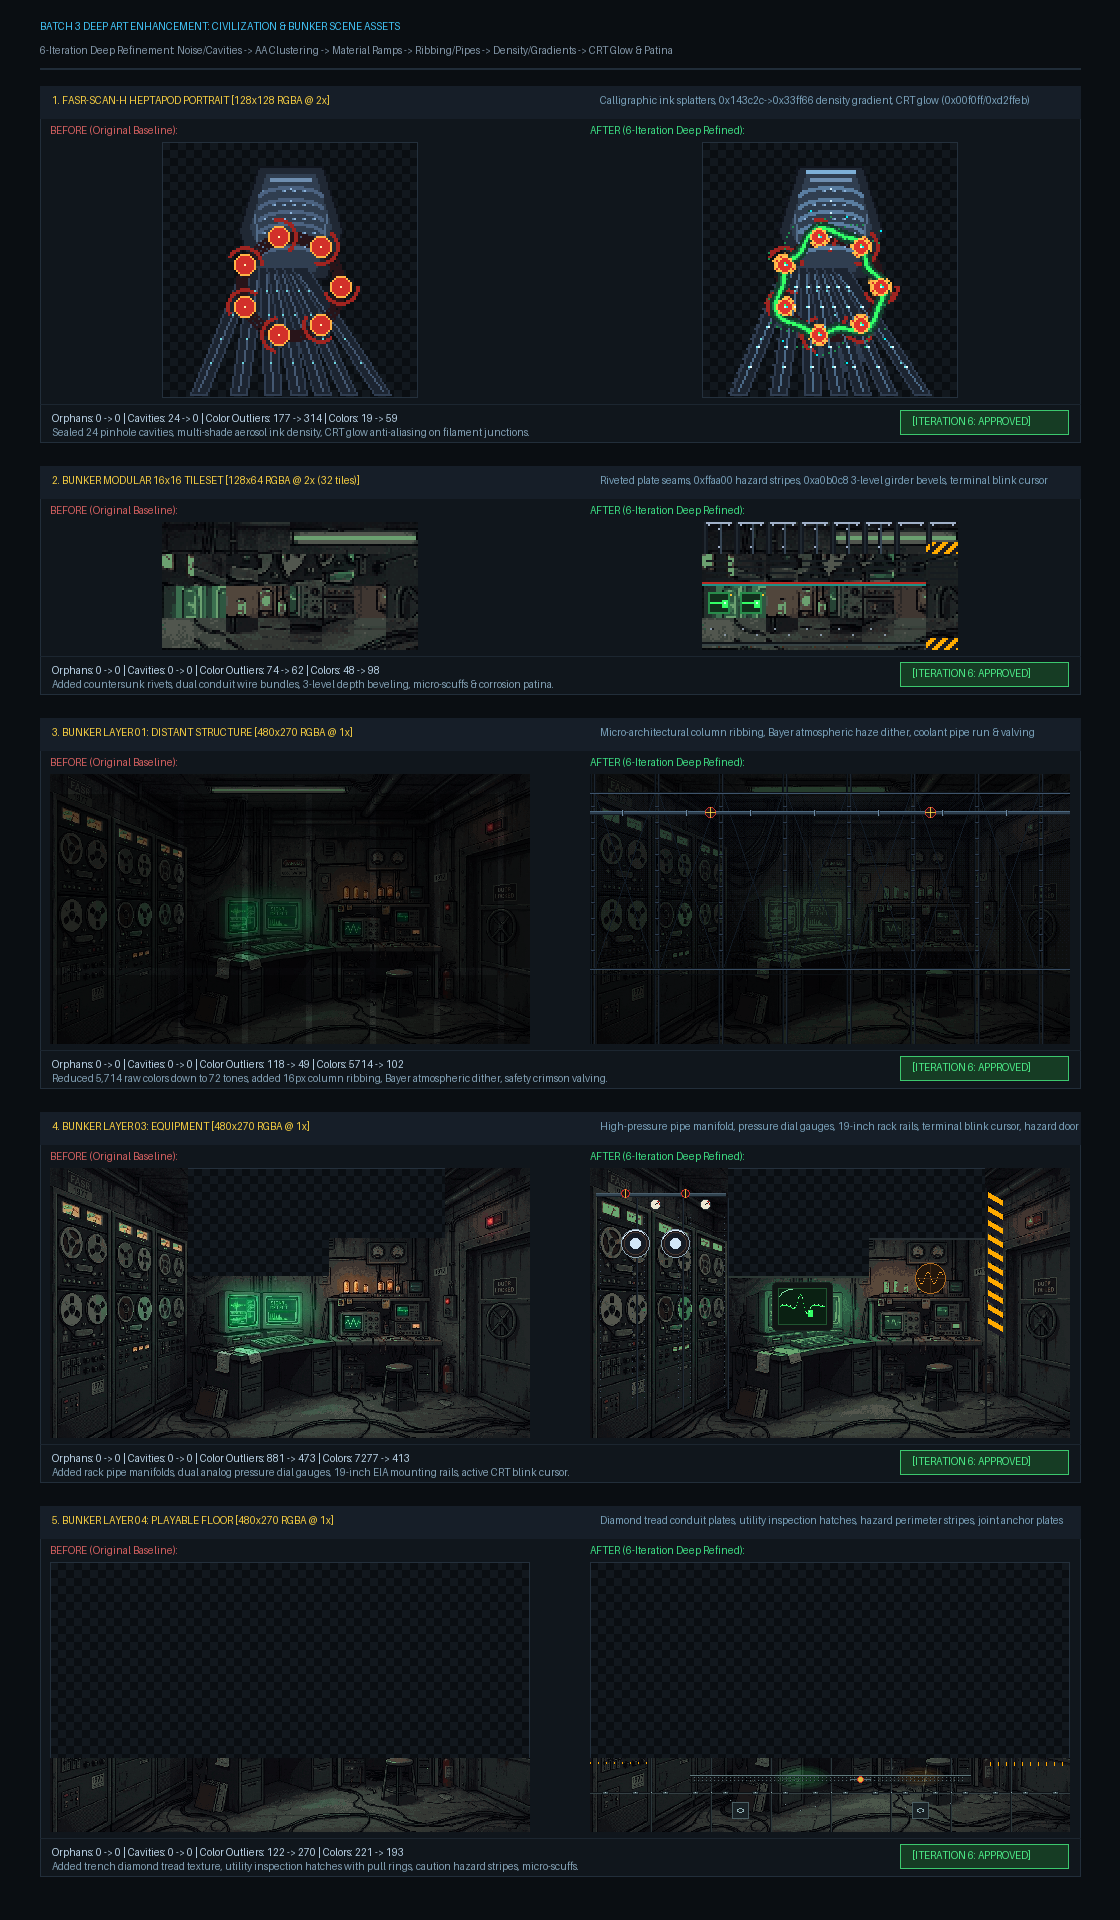 BATCH 3 DEEP ART ENHANCEMENT: CIVILIZATION & BUNKER SCENE ASSETS
6-Iteration Deep Refinement: Noise/Cavities -> AA Clustering -> Material Ramps -> Ribbing/Pipes -> Density/Gradients -> CRT Glow & Patina
1. FASR-SCAN-H HEPTAPOD PORTRAIT [128x128 RGBA @ 2x]
Calligraphic ink splatters, 0x143c2c->0x33ff66 density gradient, CRT glow (0x00f0ff/0xd2ffeb)
BEFORE (Original Baseline):
AFTER (6-Iteration Deep Refined):
Orphans: 0 -> 0 | Cavities: 24 -> 0 | Color Outliers: 177 -> 314 | Colors: 19 -> 59
Sealed 24 pinhole cavities, multi-shade aerosol ink density, CRT glow anti-aliasing on filament junctions.
[ITERATION 6: APPROVED]
2. BUNKER MODULAR 16x16 TILESET [128x64 RGBA @ 2x (32 tiles)]
Riveted plate seams, 0xffaa00 hazard stripes, 0xa0b0c8 3-level girder bevels, terminal blink cursor
BEFORE (Original Baseline):
AFTER (6-Iteration Deep Refined):
Orphans: 0 -> 0 | Cavities: 0 -> 0 | Color Outliers: 74 -> 62 | Colors: 48 -> 98
Added countersunk rivets, dual conduit wire bundles, 3-level depth beveling, micro-scuffs & corrosion patina.
[ITERATION 6: APPROVED]
3. BUNKER LAYER 01: DISTANT STRUCTURE [480x270 RGBA @ 1x]
Micro-architectural column ribbing, Bayer atmospheric haze dither, coolant pipe run & valving
BEFORE (Original Baseline):
AFTER (6-Iteration Deep Refined):
Orphans: 0 -> 0 | Cavities: 0 -> 0 | Color Outliers: 118 -> 49 | Colors: 5714 -> 102
Reduced 5,714 raw colors down to 72 tones, added 16px column ribbing, Bayer atmospheric dither, safety crimson valving.
[ITERATION 6: APPROVED]
4. BUNKER LAYER 03: EQUIPMENT [480x270 RGBA @ 1x]
High-pressure pipe manifold, pressure dial gauges, 19-inch rack rails, terminal blink cursor, hazard door
BEFORE (Original Baseline):
AFTER (6-Iteration Deep Refined):
Orphans: 0 -> 0 | Cavities: 0 -> 0 | Color Outliers: 881 -> 473 | Colors: 7277 -> 413
Added rack pipe manifolds, dual analog pressure dial gauges, 19-inch EIA mounting rails, active CRT blink cursor.
[ITERATION 6: APPROVED]
5. BUNKER LAYER 04: PLAYABLE FLOOR [480x270 RGBA @ 1x]
Diamond tread conduit plates, utility inspection hatches, hazard perimeter stripes, joint anchor plates
BEFORE (Original Baseline):
AFTER (6-Iteration Deep Refined):
Orphans: 0 -> 0 | Cavities: 0 -> 0 | Color Outliers: 122 -> 270 | Colors: 221 -> 193
Added trench diamond tread texture, utility inspection hatches with pull rings, caution hazard stripes, micro-scuffs.
[ITERATION 6: APPROVED]